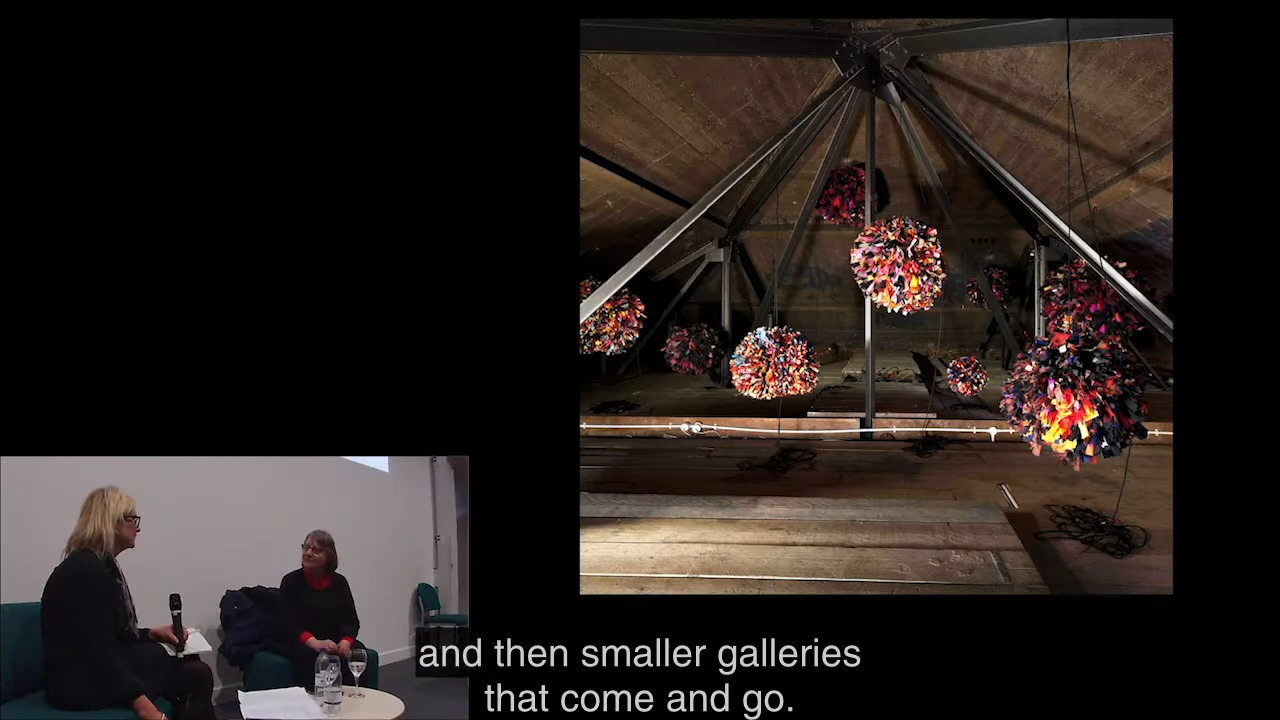 and then smaller galleries
that come and go.